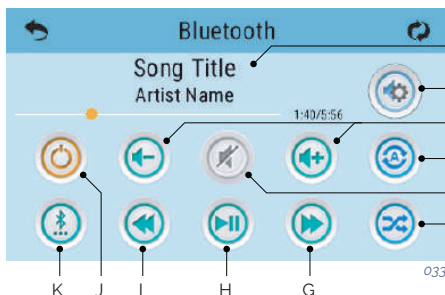 Bluetooth
Song Title
Artist Name
1:40/5:56
A
033
K J I H G